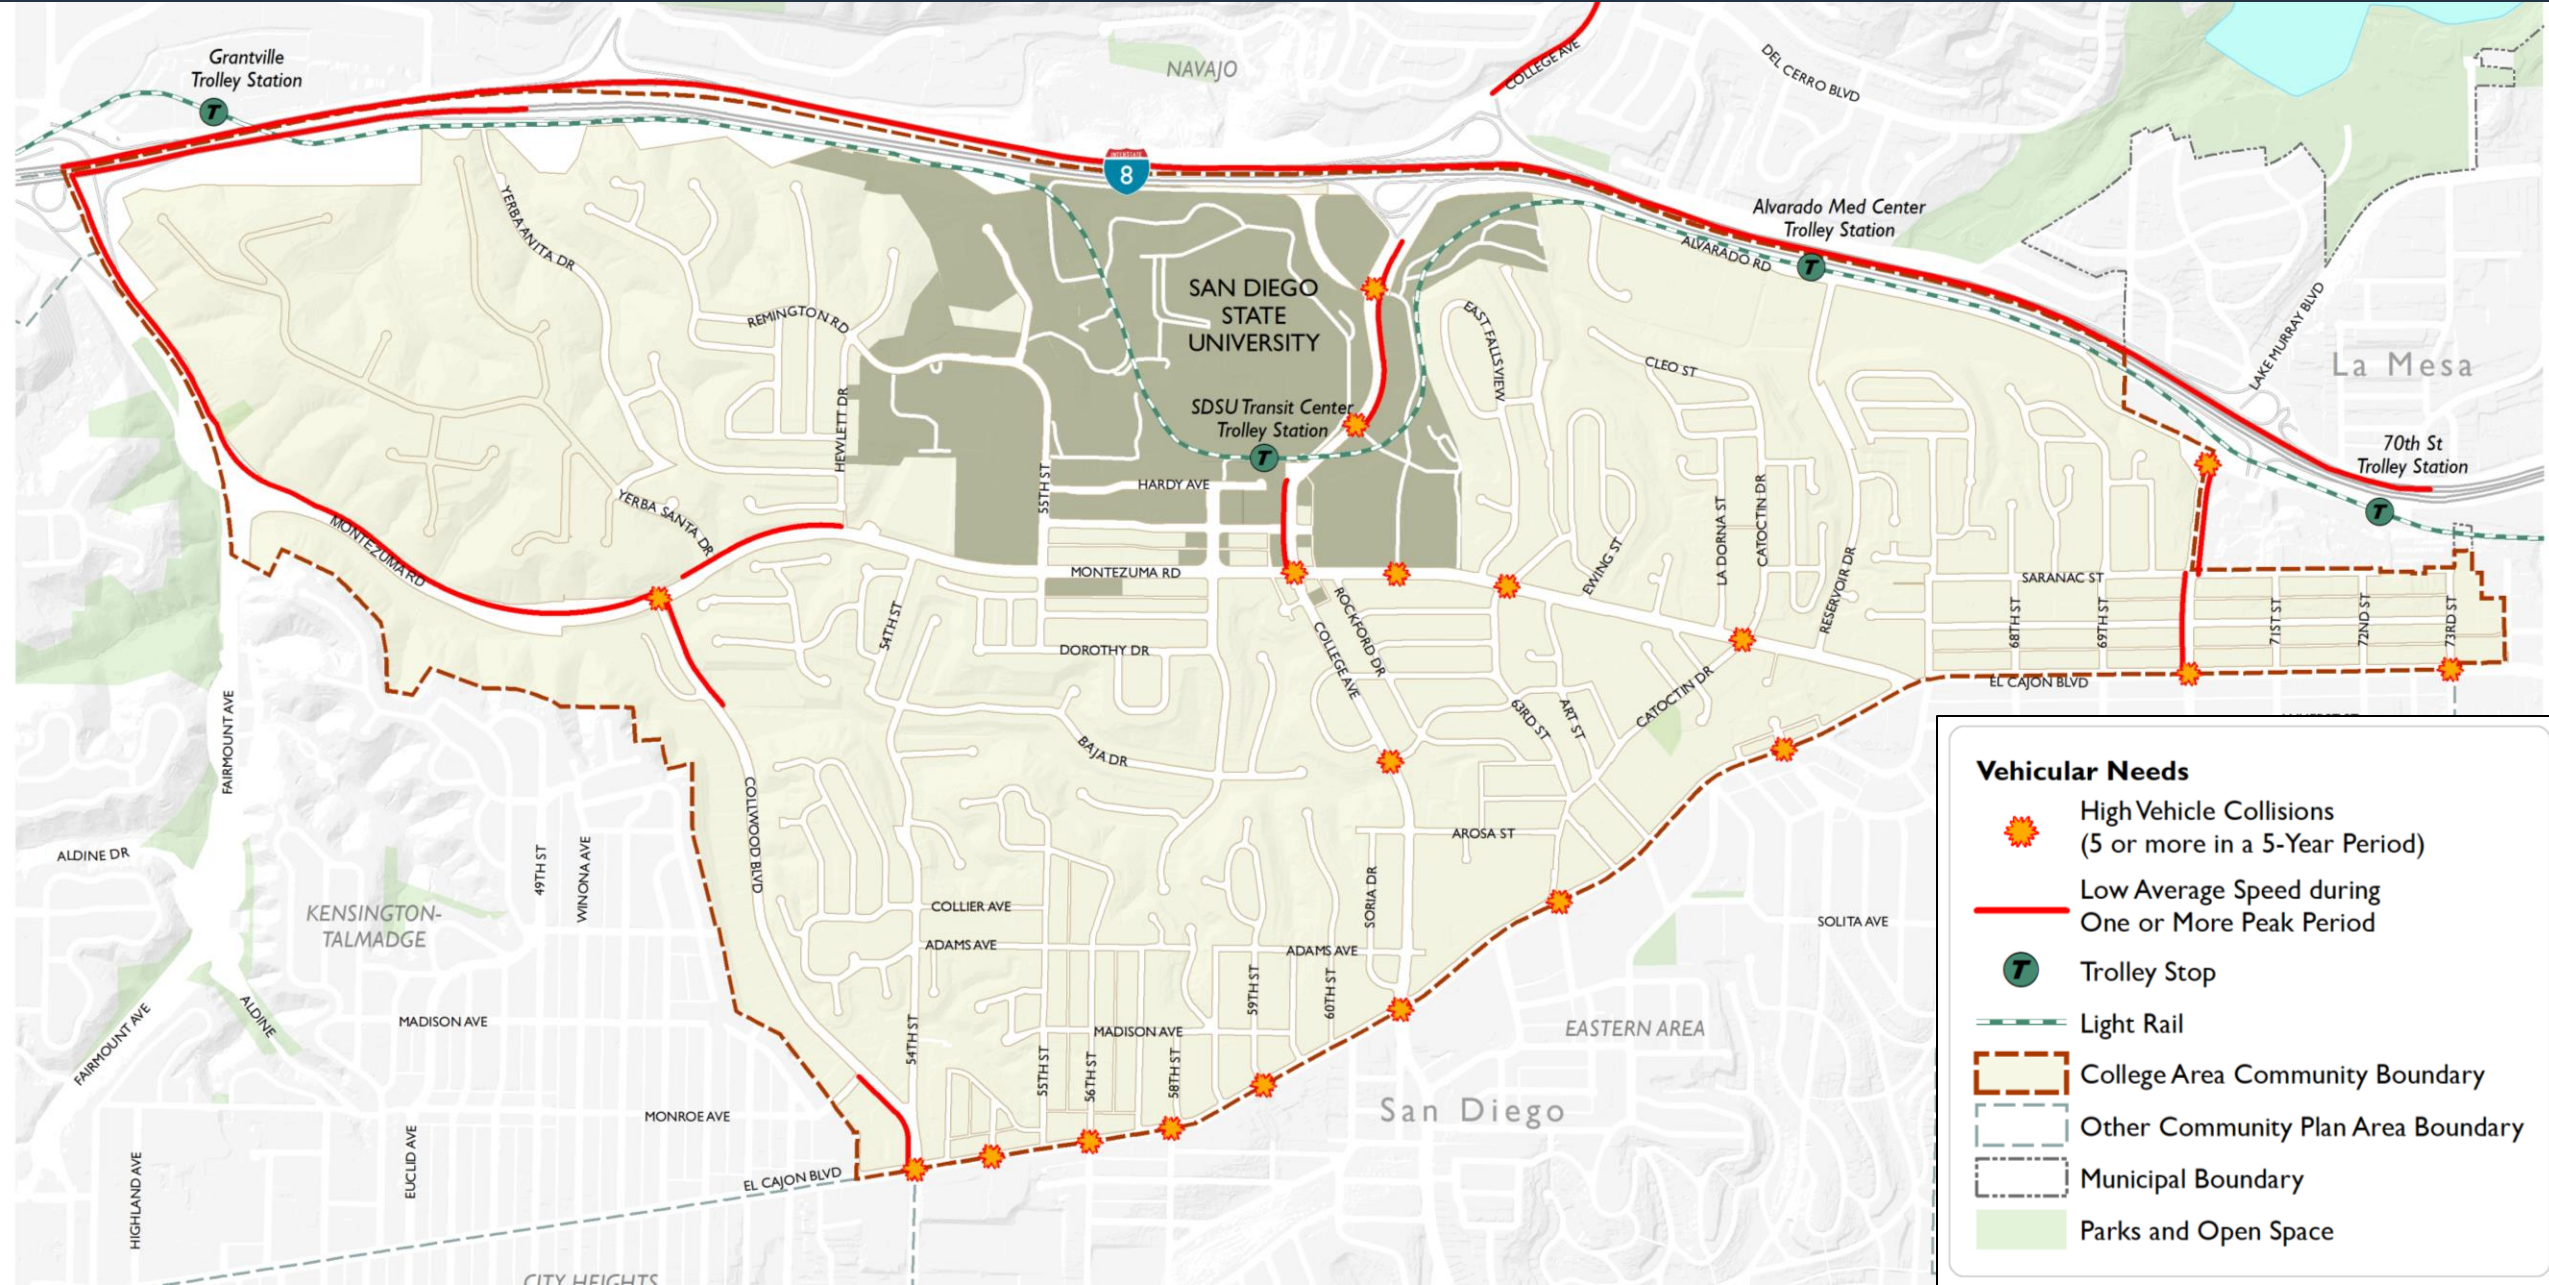 Grantville
Trolley Station
NAVAJO
COLLEGE AVE
DEL CERRO BLVD
8
YERBA ANITA DR
Alvarado Med Center
Trolley Station
ALVARADO RD
SAN DIEGO
STATE
UNIVERSITY
REMINGTON RD
EAST FALLSVIEW
LAKE MURRAY BLVD
La Mesa
CLEO ST
HEWLETT DR
SDSU Transit Center
Trolley Station
70th St
Trolley Station
T
T
T
T
55TH ST
HARDY AVE
YERBA SANTA DR
LA DORNA ST
CATOCTIN DR
MONTEZUMA RD
MONTEZUMA RD
EWING ST
RESERVOIR DR
SARANAC ST
68TH ST
69TH ST
71ST ST
72ND ST
73RD ST
54TH ST
DOROTHY DR
COLLEGE AVE
ROCKFORD DR
EL CAJON BLVD
CATOCTIN DR
63RD ST
ART ST
FAIRMOUNT AVE
BAJA DR
COLLWOOD BLVD
AROSA ST
ALDINE DR
49TH ST
WINONA AVE
KENSINGTON-
TALMADGE
COLLIER AVE
SORIA DR
SOLITA AVE
ADAMS AVE
ADAMS AVE
59TH ST
60TH ST
FAIRMOUNT AVE
ALDINE
MADISON AVE
54TH ST
MADISON AVE
EASTERN AREA
55TH ST
56TH ST
58TH ST
San Diego
MONROE AVE
HIGHLAND AVE
EUCLID AVE
EL CAJON BLVD
CITY HEIGHTS
Vehicular Needs
High Vehicle Collisions
(5 or more in a 5-Year Period)
Low Average Speed during
One or More Peak Period
T
Trolley Stop
Light Rail
College Area Community Boundary
Other Community Plan Area Boundary
Municipal Boundary
Parks and Open Space